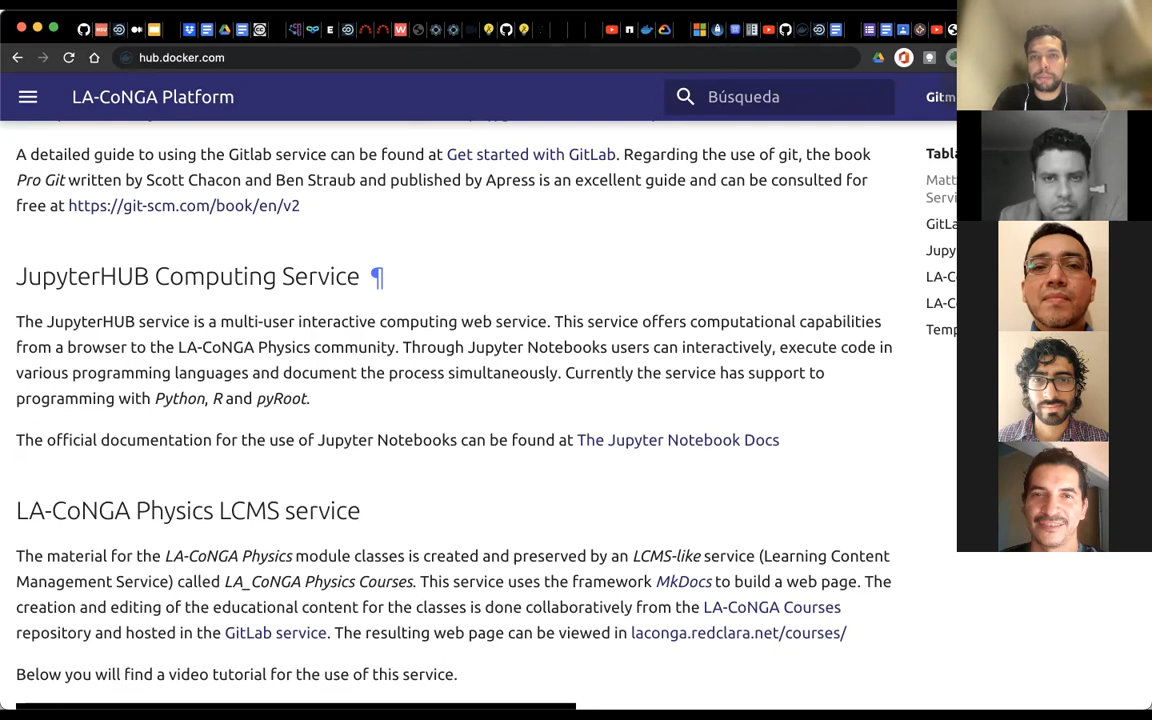 hub.docker.com
LA-CoNGA Platform
Búsqueda
A detailed guide to using the Gitlab service can be found at Get started with GitLab. Regarding the use of git, the book
Pro Git written by Scott Chacon and Ben Straub and published by Apress is an excellent guide and can be consulted for
free at https://git-scm.com/book/en/v2
JupyterHUB Computing Service ¶
The JupyterHUB service is a multi-user interactive computing web service. This service offers computational capabilities
from a browser to the LA-CoNGA Physics community. Through Jupyter Notebooks users can interactively, execute code in
various programming languages and document the process simultaneously. Currently the service has support to
programming with Python, R and pyRoot.
The official documentation for the use of Jupyter Notebooks can be found at The Jupyter Notebook Docs
LA-CoNGA Physics LCMS service
The material for the LA-CoNGA Physics module classes is created and preserved by an LCMS-like service (Learning Content
Management Service) called LA_CoNGA Physics Courses. This service uses the framework MkDocs to build a web page. The
creation and editing of the educational content for the classes is done collaboratively from the LA-CoNGA Courses
repository and hosted in the GitLab service. The resulting web page can be viewed in laconga.redclara.net/courses/
Below you will find a video tutorial for the use of this service.
Tabla
Matt
Servi
GitLa
Jupy
LA-C
LA-C
Temp